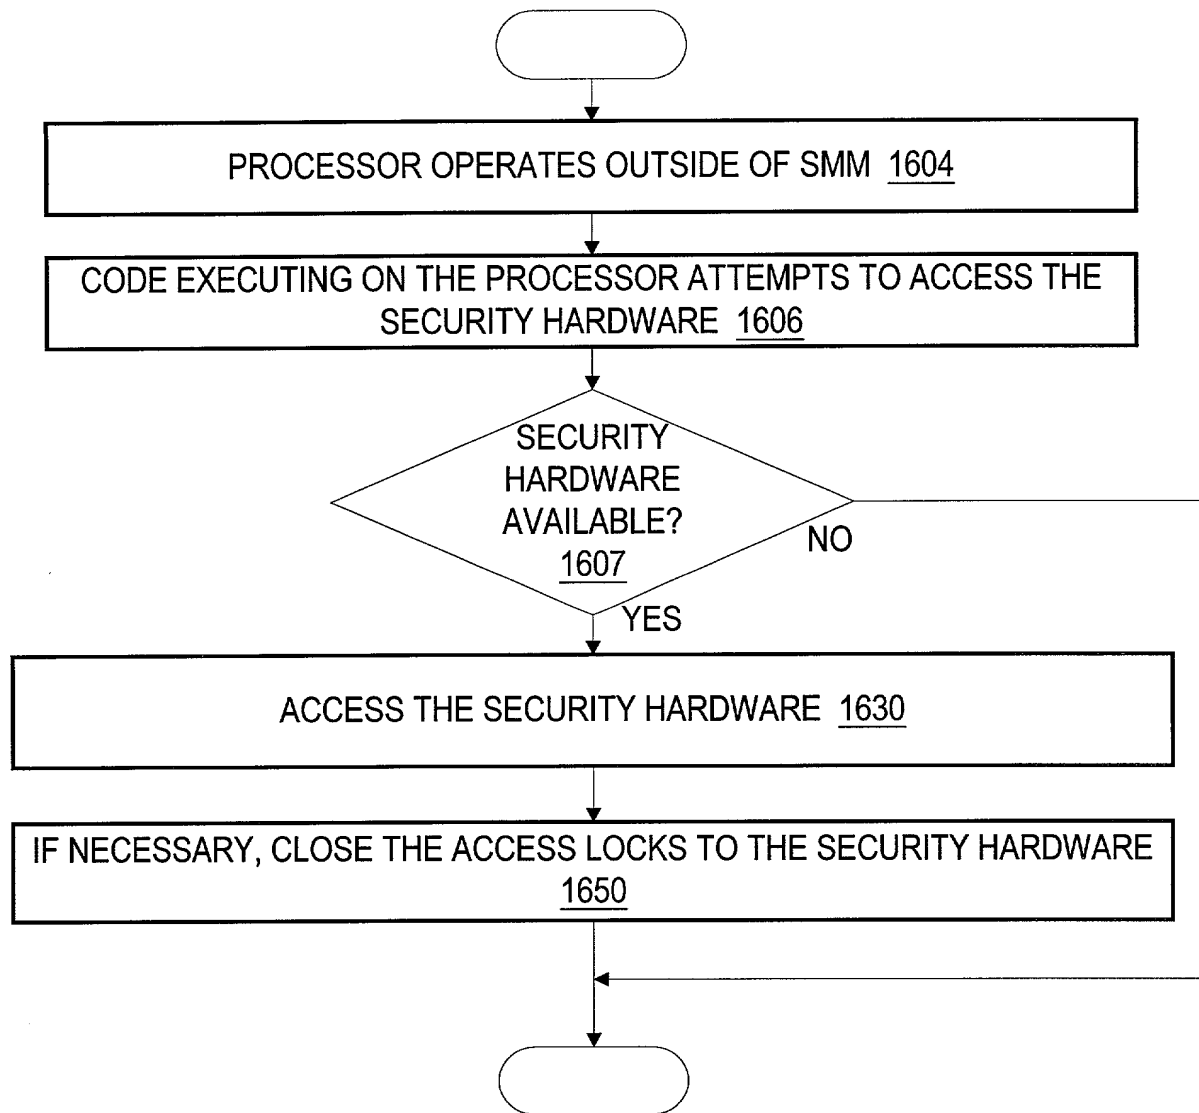 PROCESSOR OPERATES OUTSIDE OF SMM 1604
CODE EXECUTING ON THE PROCESSOR ATTEMPTS TO ACCESS THE
SECURITY HARDWARE 1606
SECURITY
HARDWARE
AVAILABLE?
1607
NO
YES
ACCESS THE SECURITY HARDWARE 1630
IF NECESSARY, CLOSE THE ACCESS LOCKS TO THE SECURITY HARDWARE
1650